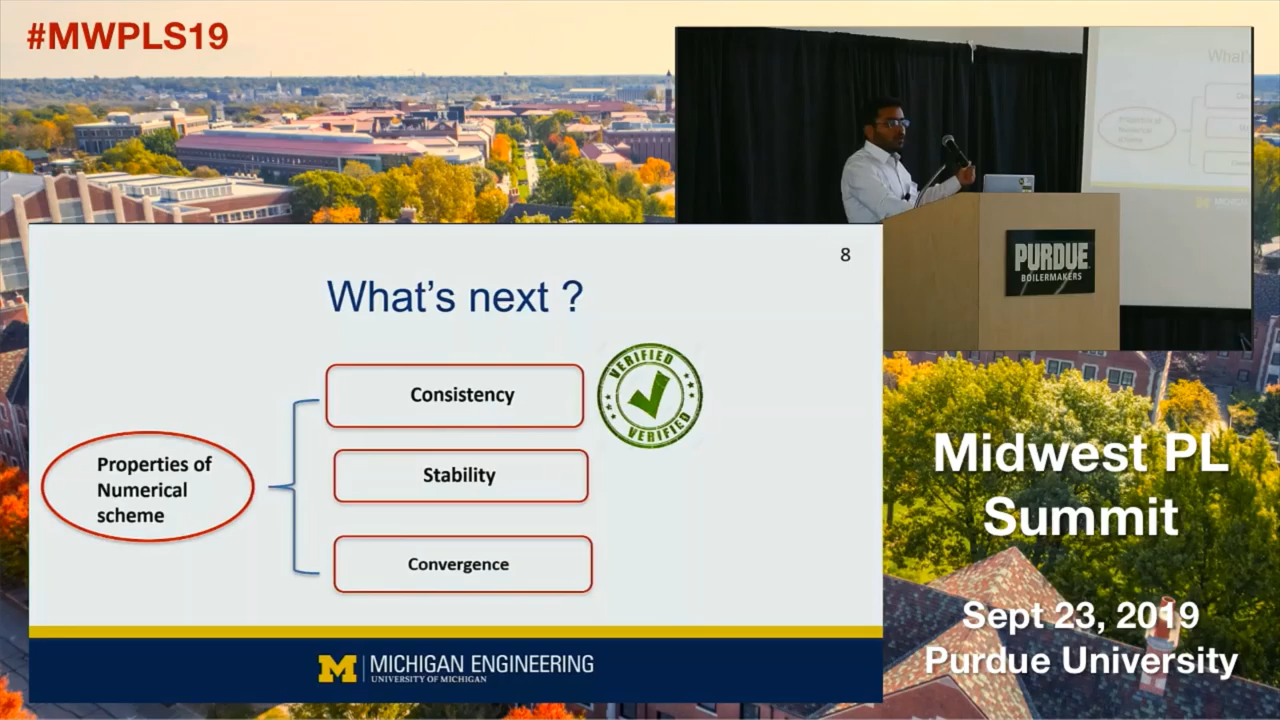 #MWPLS19
What's
PURDUE
BOILERMAKERS
8
What's next ?
VERIFIED
VERIFIED
Consistency
Properties of
Numerical
scheme
Stability
Convergence
M MICHIGAN ENGINEERING
UNIVERSITY OF MICHIGAN
Midwest PL
Summit
Sept 23, 2019
Purdue University